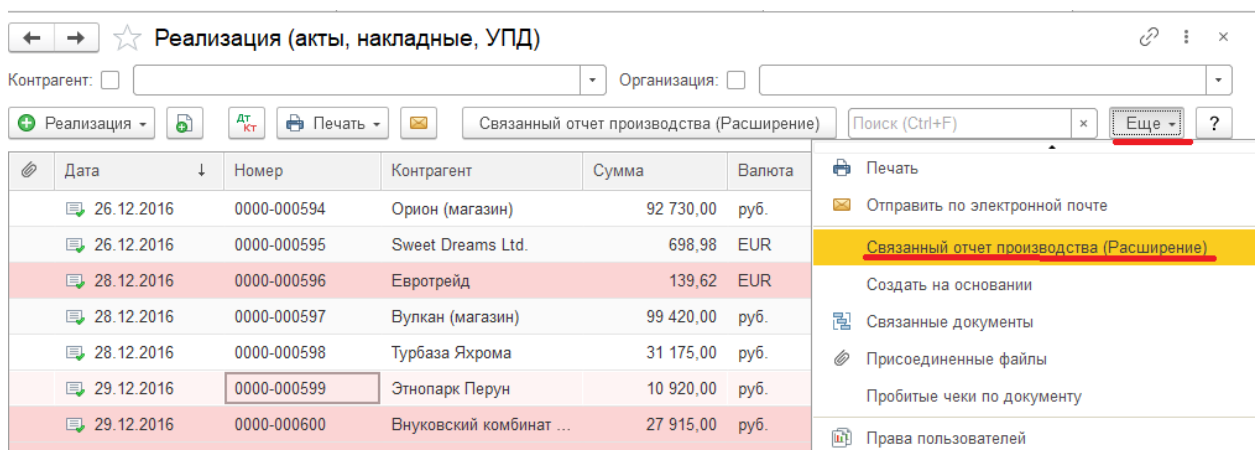 Реализация (акты, накладные, УПД)
Контрагент: Организация:
Реализация Дт Кт Печать Связанный отчет производства (Расширение) Поиск (Ctrl+F) × Еще ?
Дата ↓ Номер Контрагент Сумма Валюта
26.12.2016 0000-000594 Орион (магазин) 92 730,00 руб.
26.12.2016 0000-000595 Sweet Dreams Ltd. 698,98 EUR
28.12.2016 0000-000596 Евротрейд 139,62 EUR
28.12.2016 0000-000597 Вулкан (магазин) 99 420,00 руб.
28.12.2016 0000-000598 Турбаза Яхрома 31 175,00 руб.
29.12.2016 0000-000599 Этнопарк Перун 10 920,00 руб.
29.12.2016 0000-000600 Внуковский комбинат ... 27 915,00 руб.
Печать
Отправить по электронной почте
Связанный отчет производства (Расширение)
Создать на основании
Связанные документы
Присоединенные файлы
Пробитые чеки по документу
Права пользователей